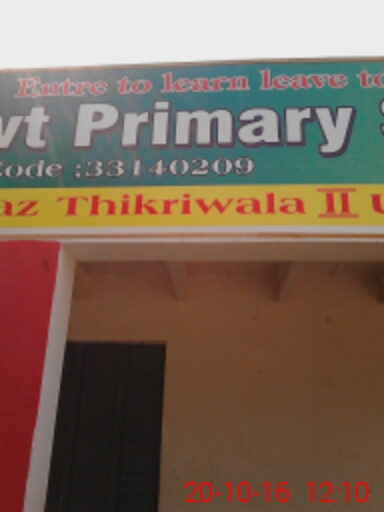 Entre to learn leave to
vt Primary
Code :33140209
az Thikriwala II U
20-10-16 12:10